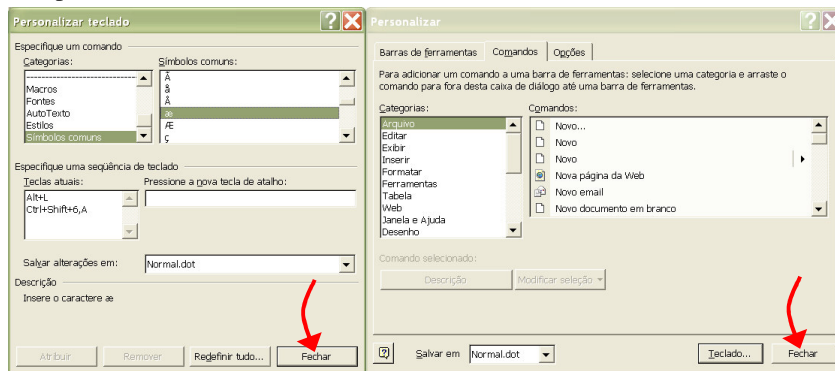 Personalizar teclado
Especifique um comando
Categorias:
Símbolos comuns:
Macros
Fontes
AutoTexto
Estilos
Símbolos comuns
Ã
å
Å
æ
Æ
ç
Especifique uma seqüência de teclado
Teclas atuais:
Pressione a nova tecla de atalho:
Alt+L
Ctrl+Shift+6,A
Salvar alterações em:
Normal.dot
Descrição
Insere o caractere æ
Atribuir
Remover
Redefinir tudo...
Fechar
Personalizar
Barras de ferramentas
Comandos
Opções
Para adicionar um comando a uma barra de ferramentas: selecione uma categoria e arraste o
comando para fora desta caixa de diálogo até uma barra de ferramentas.
Categorias:
Comandos:
Arquivo
Editar
Exibir
Inserir
Formatar
Ferramentas
Tabela
Web
Janela e Ajuda
Desenho
Novo...
Novo
Novo
Nova página da Web
Novo email
Novo documento em branco
Comando selecionado:
Descrição
Modificar seleção
Salvar em
Normal.dot
Teclado...
Fechar